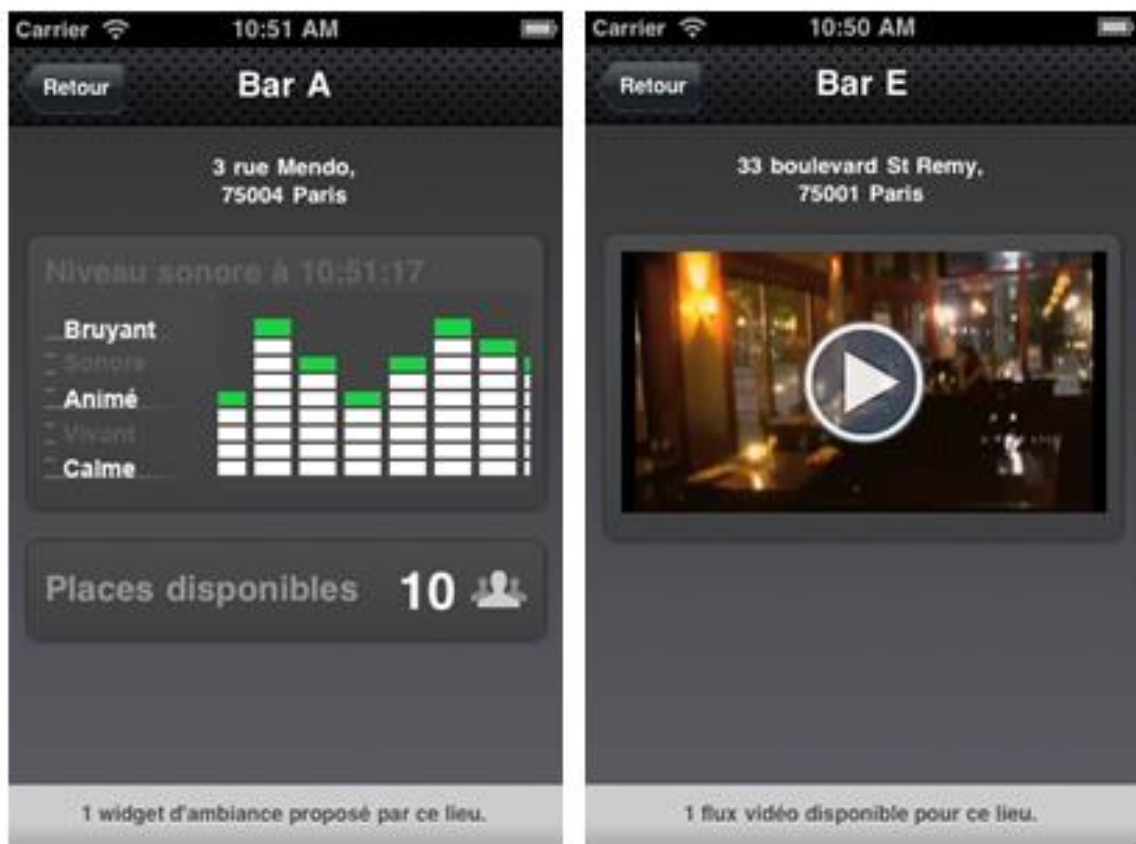 Carrier 10:51 AM
Retour Bar A
3 rue Mendo,
75004 Paris
Niveau sonore à 10:51:17
Bruyant
Sonore
Animé
Vivant
Calme
Places disponibles 10
1 widget d'ambiance proposé par ce lieu.
Carrier 10:50 AM
Retour Bar E
33 boulevard St Remy,
75001 Paris
1 flux vidéo disponible pour ce lieu.